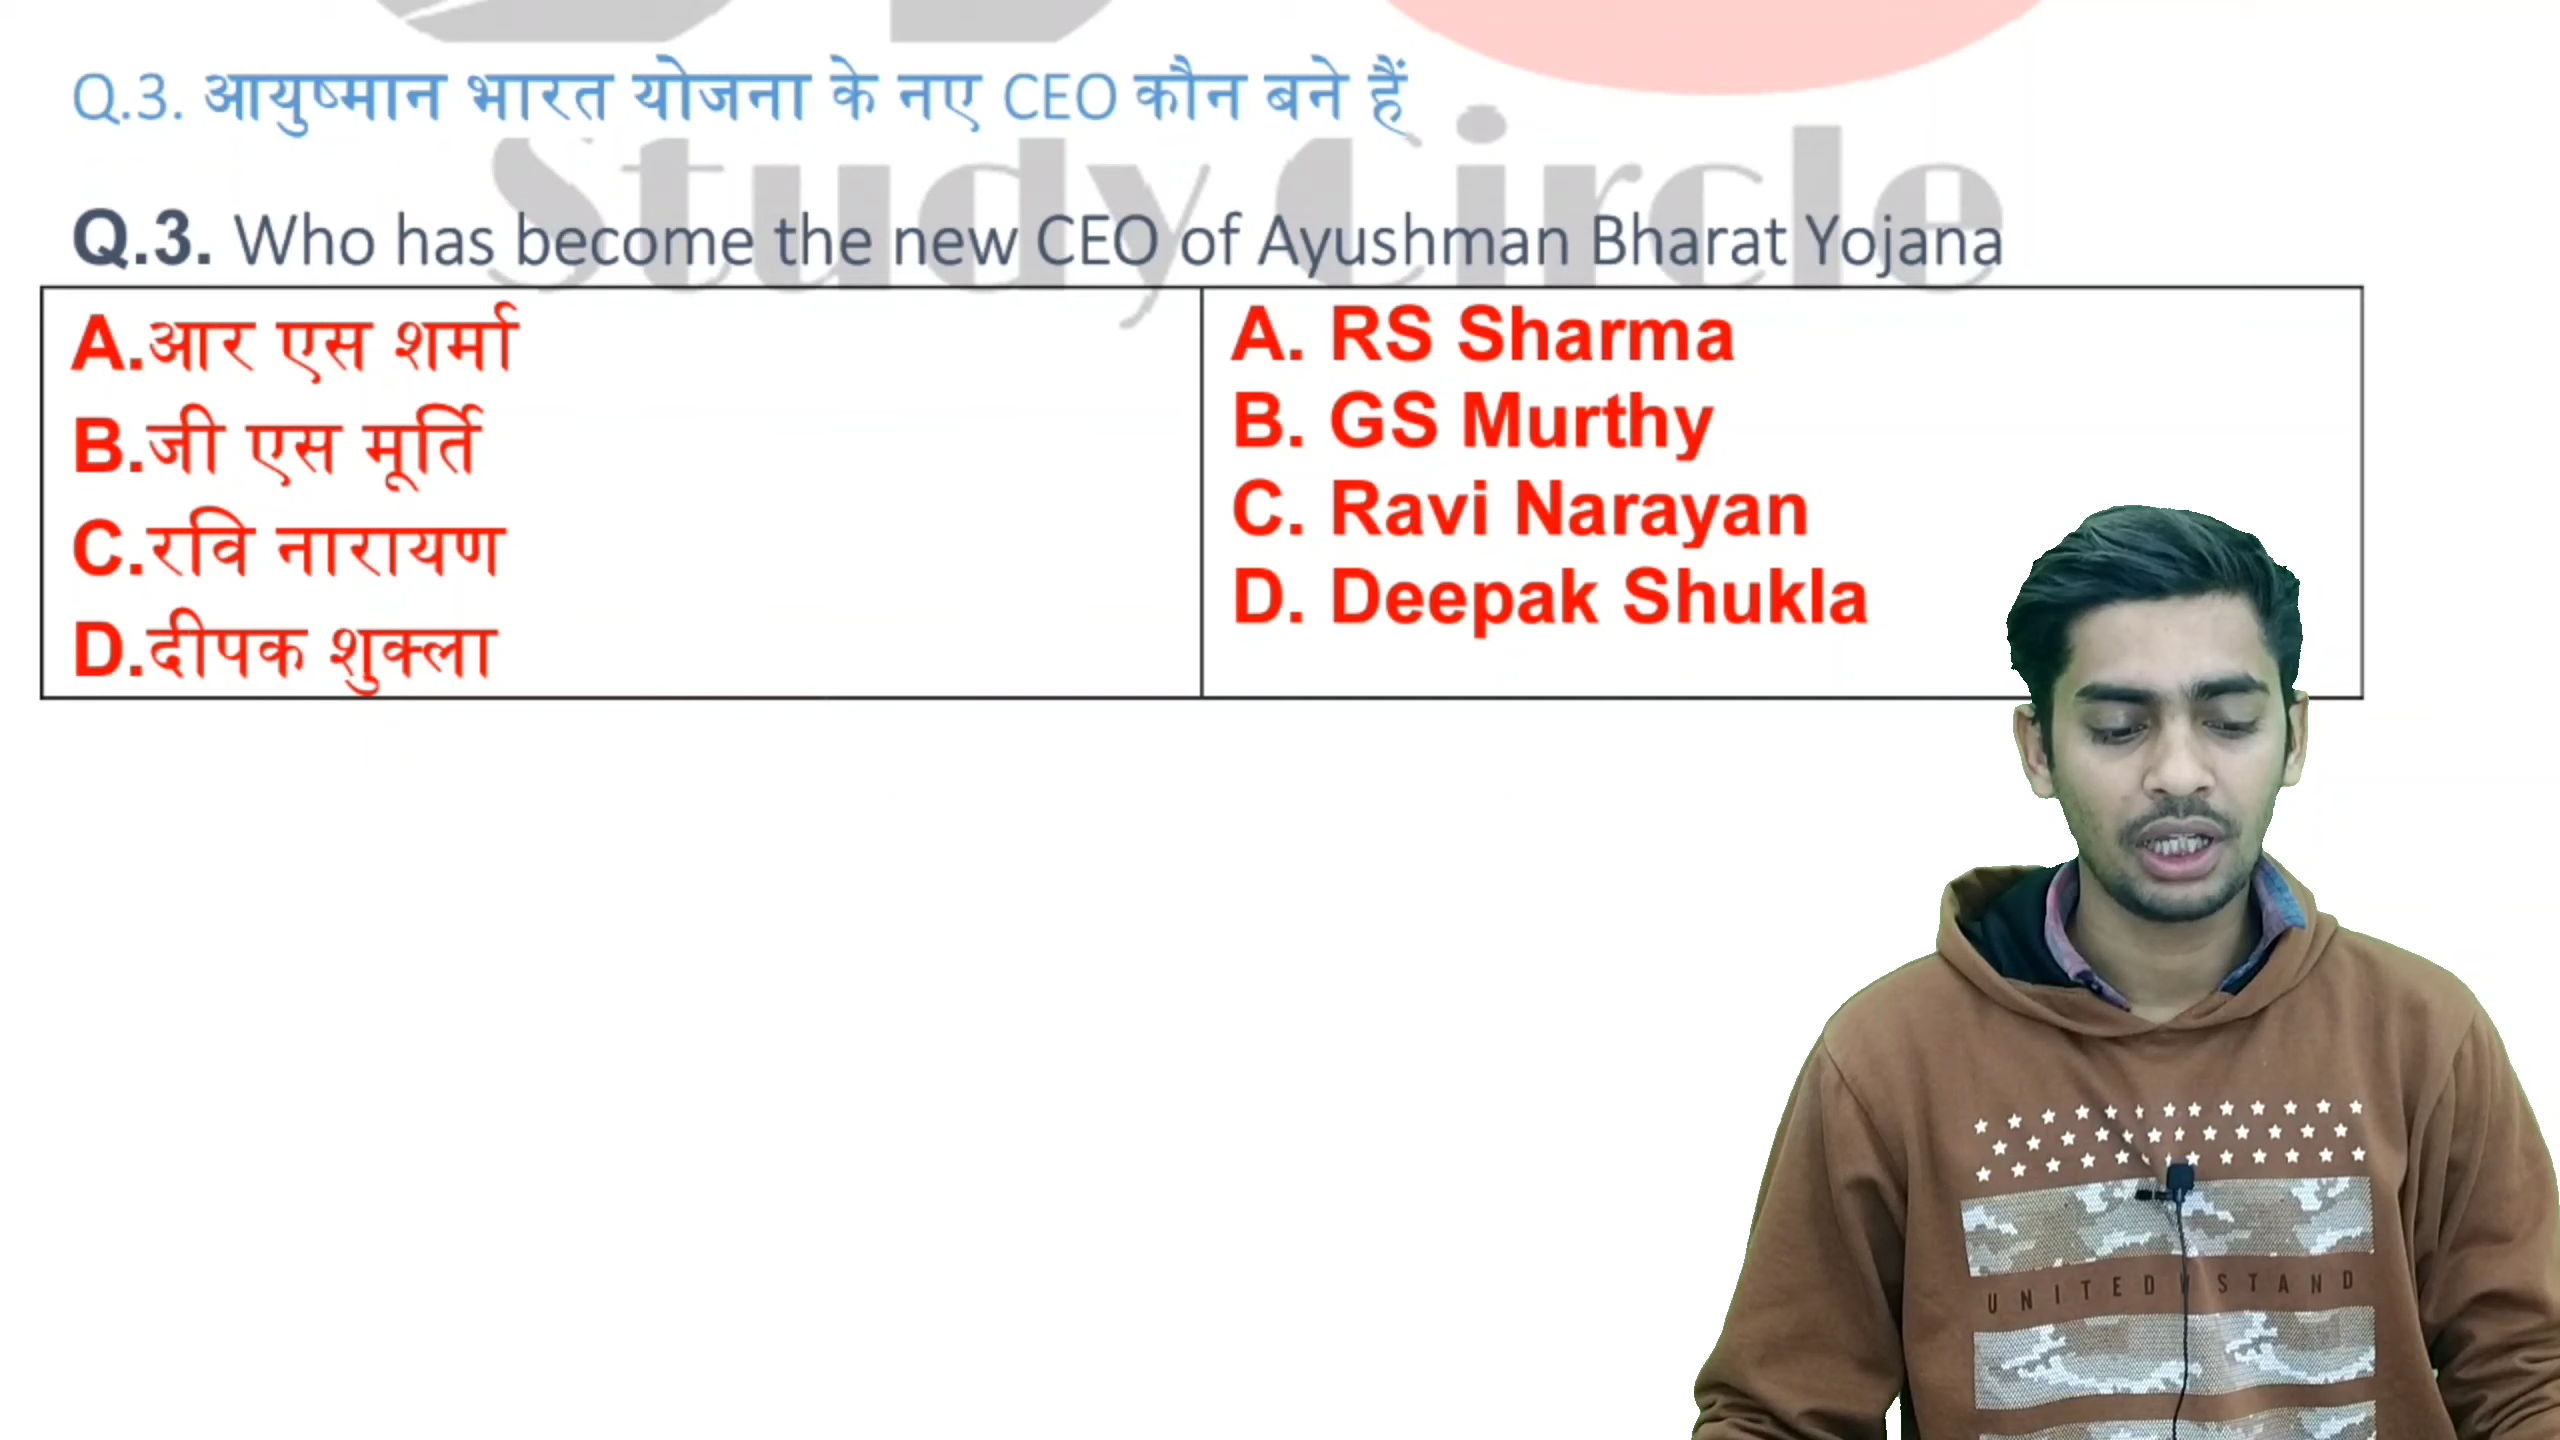 Q.3. आयुष्मान भारत योजना के नए CEO कौन बने हैं
Study Circle
Q.3. Who has become the new CEO of Ayushman Bharat Yojana
A.आर एस शर्मा
B.जी एस मूर्ति
C.रवि नारायण
D.दीपक शुक्ला
A. RS Sharma
B. GS Murthy
C. Ravi Narayan
D. Deepak Shukla
UNITED STAND